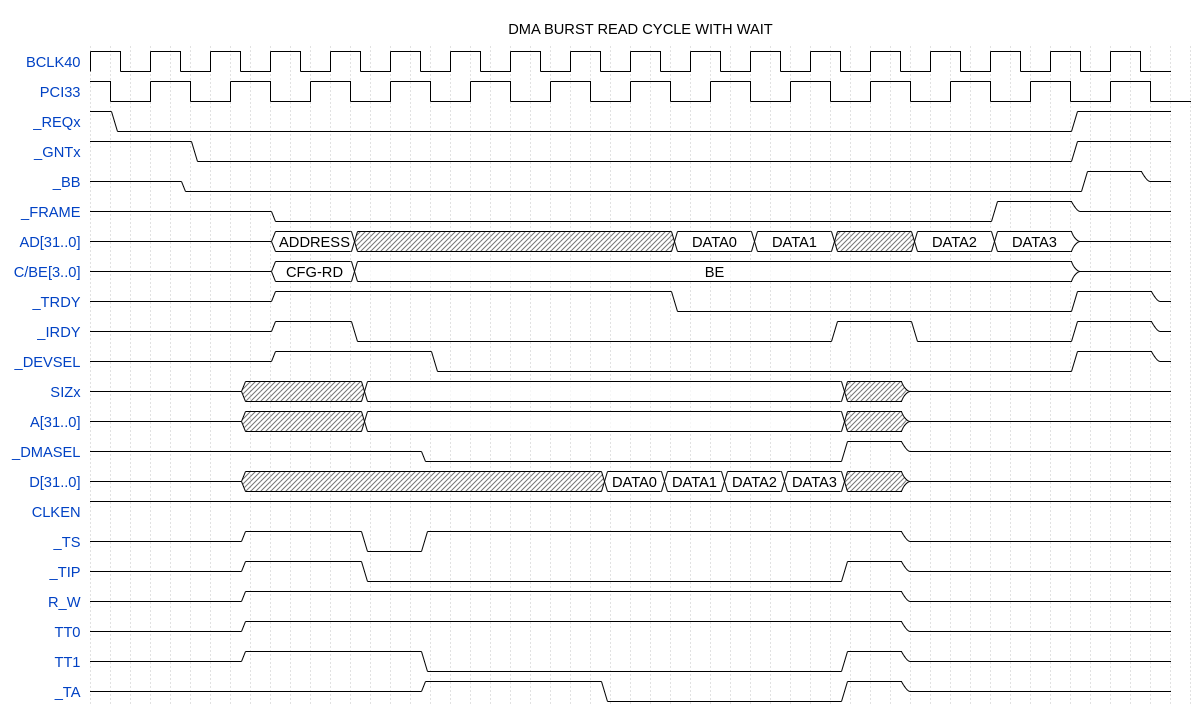 DMA BURST READ CYCLE WITH WAIT
BCLK40
PCI33
_REQx
_GNTx
_BB
_FRAME
AD[31..0] ADDRESS DATA0 DATA1 DATA2 DATA3
C/BE[3..0] CFG-RD BE
_TRDY
_IRDY
_DEVSEL
SIZx
A[31..0]
_DMASEL
D[31..0] DATA0 DATA1 DATA2 DATA3
CLKEN
_TS
_TIP
R_W
TT0
TT1
_TA